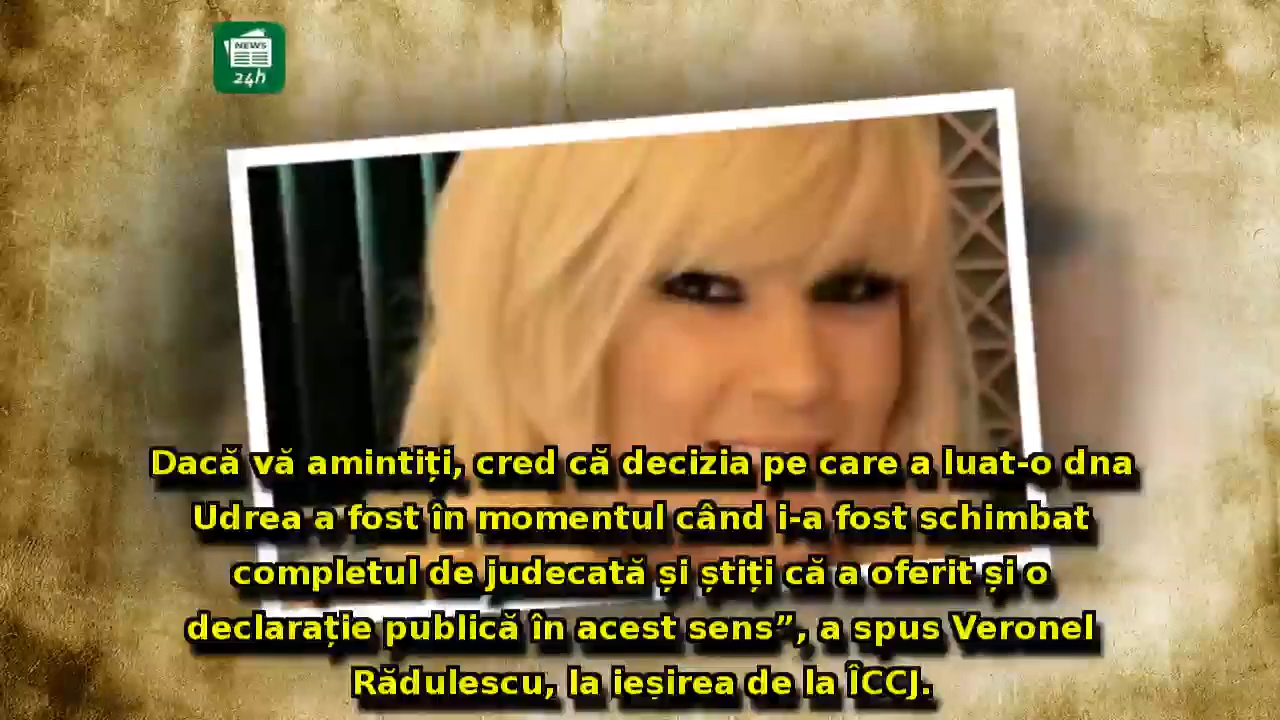 NEWS
24h
Dacă vă amintiți, cred că decizia pe care a luat-o dna
Udrea a fost în momentul când i-a fost schimbat
completul de judecată și știți că a oferit și o
declarație publică în acest sens”, a spus Veronel
Rădulescu, la ieșirea de la ÎCCJ.